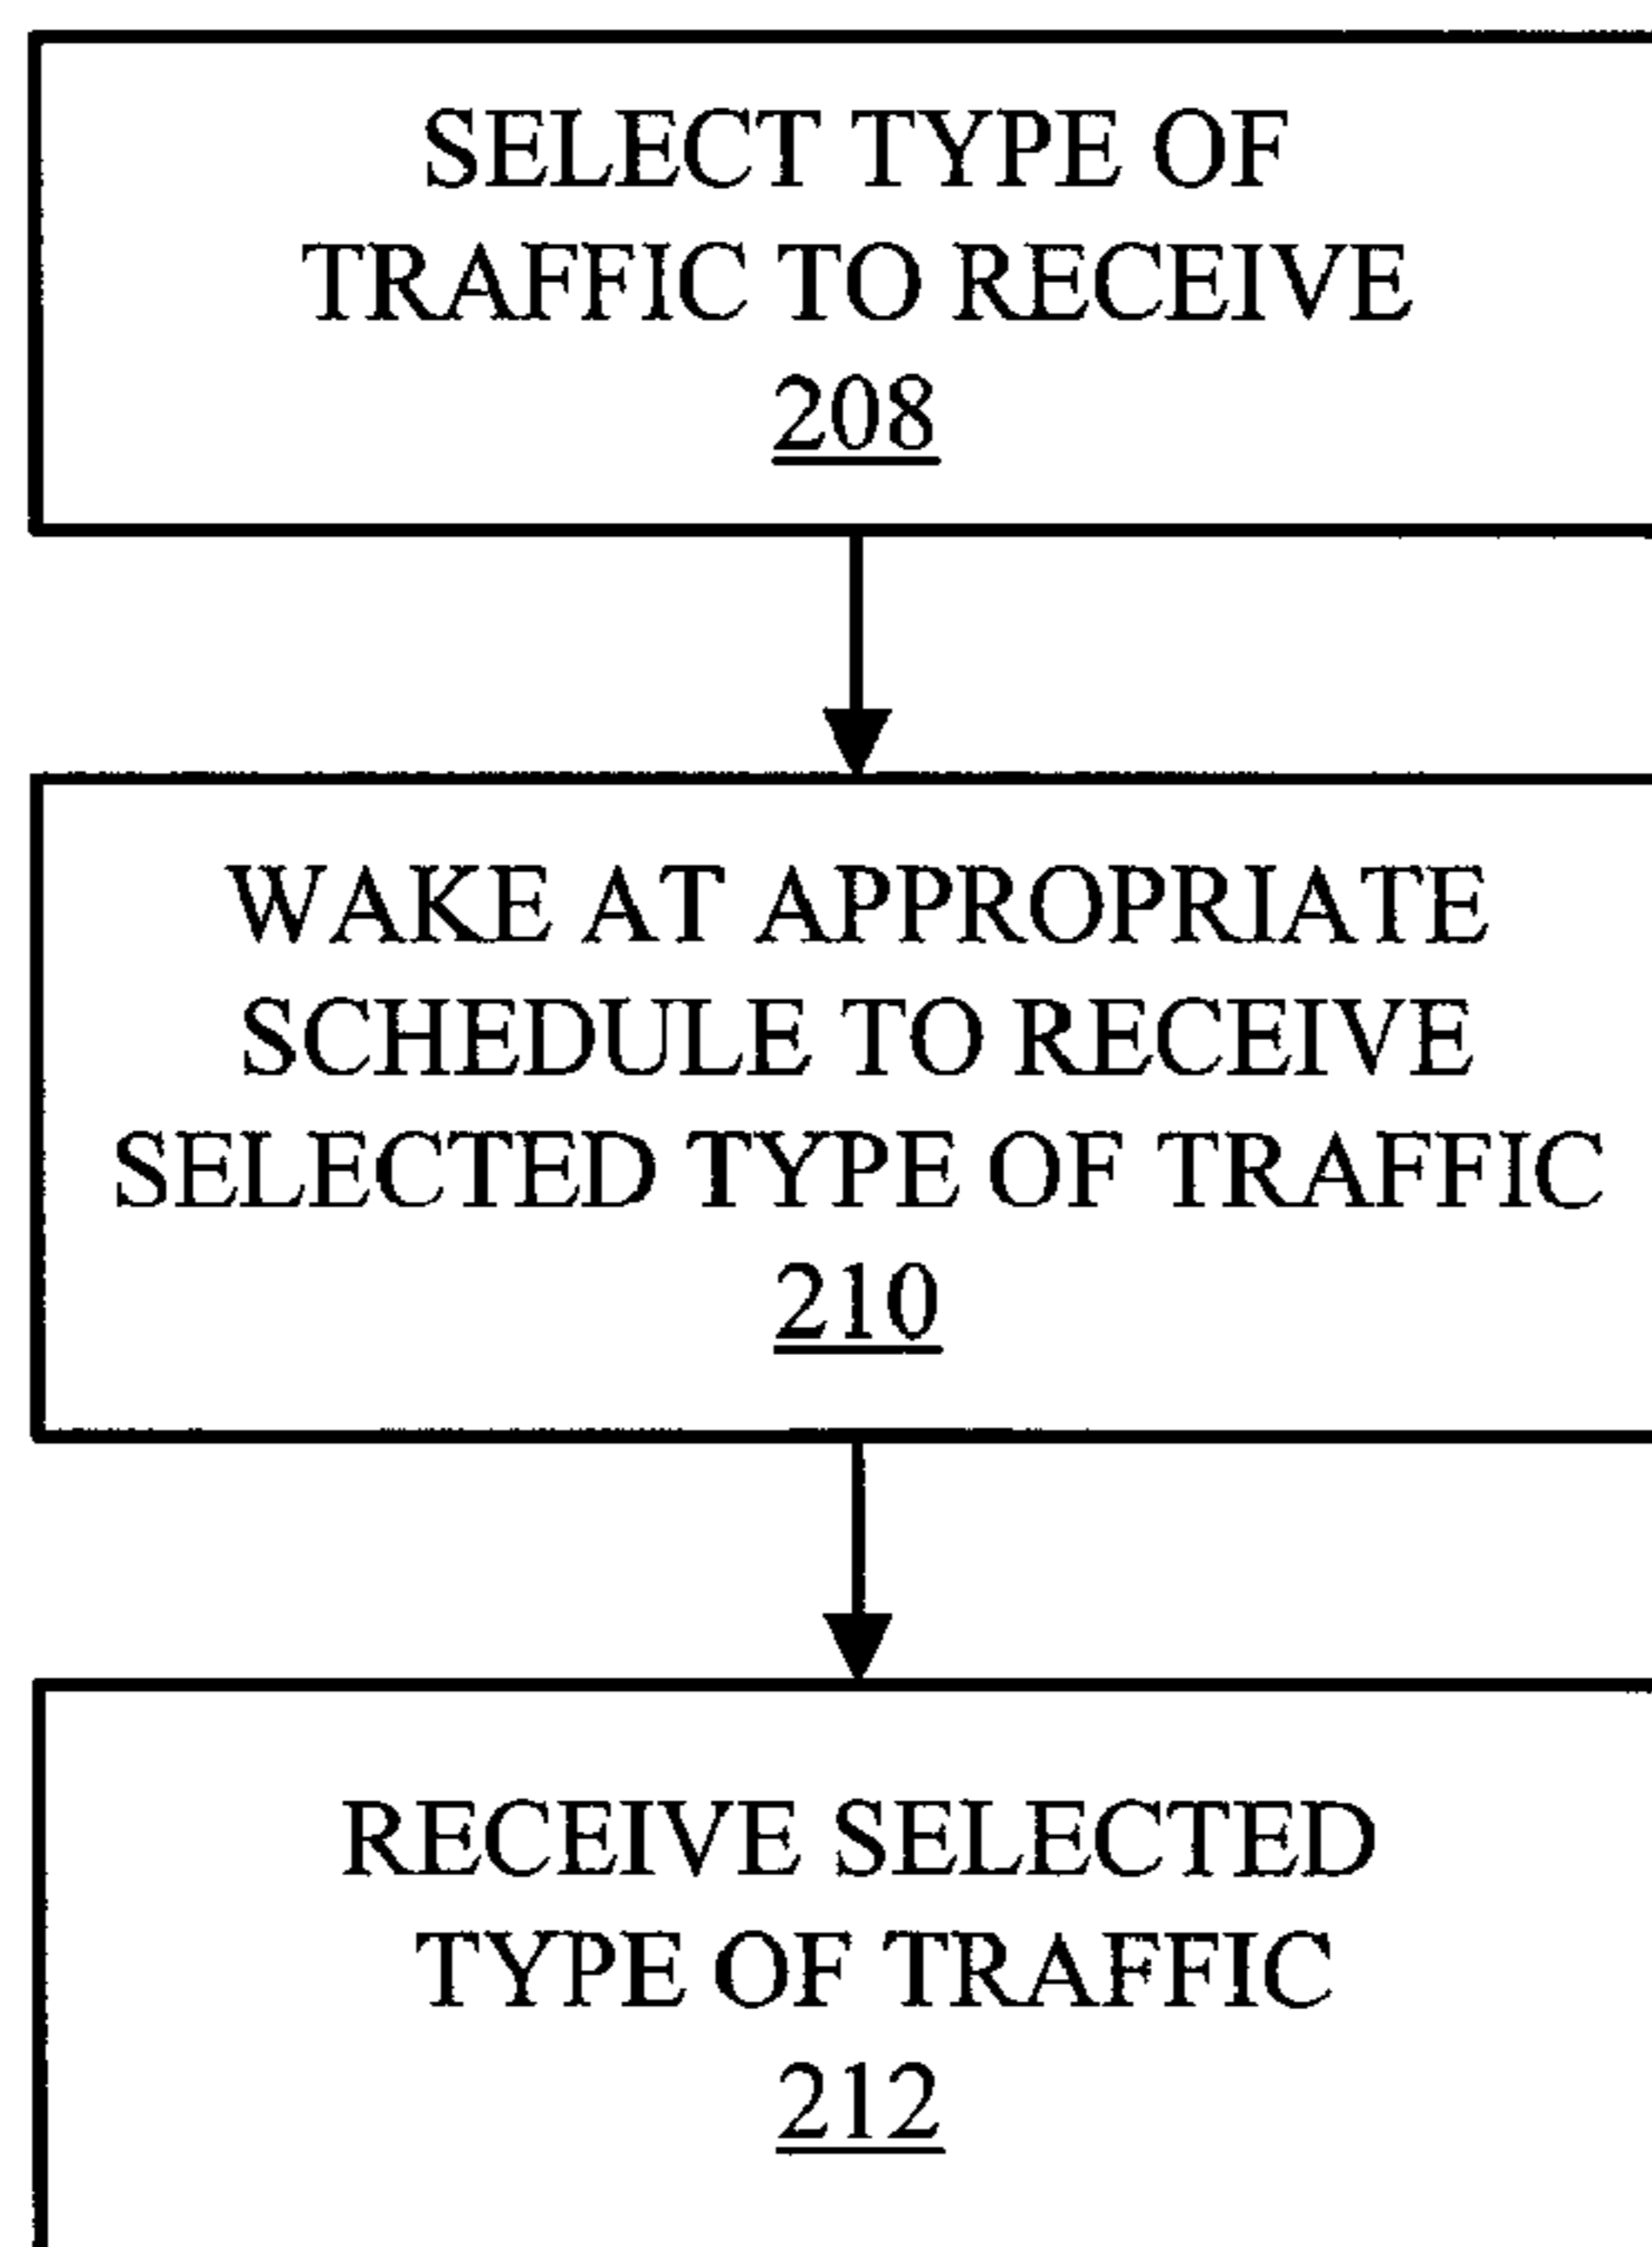 SELECT TYPE OF
TRAFFIC TO RECEIVE
208
WAKE AT APPROPRIATE
SCHEDULE TO RECEIVE
SELECTED TYPE OF TRAFFIC
210
RECEIVE SELECTED
TYPE OF TRAFFIC
212